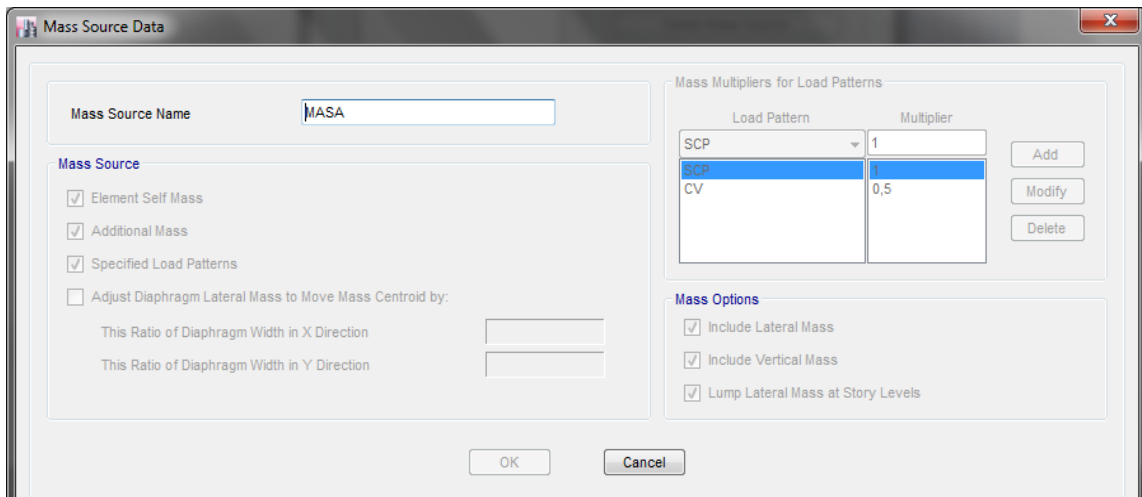 Mass Source Data
Mass Source Name
MASA
Mass Source
Element Self Mass
Additional Mass
Specified Load Patterns
Adjust Diaphragm Lateral Mass to Move Mass Centroid by:
This Ratio of Diaphragm Width in X Direction
This Ratio of Diaphragm Width in Y Direction
Mass Multipliers for Load Patterns
Load Pattern Multiplier
SCP 1
SCP 1
CV 0,5
Add
Modify
Delete
Mass Options
Include Lateral Mass
Include Vertical Mass
Lump Lateral Mass at Story Levels
OK Cancel